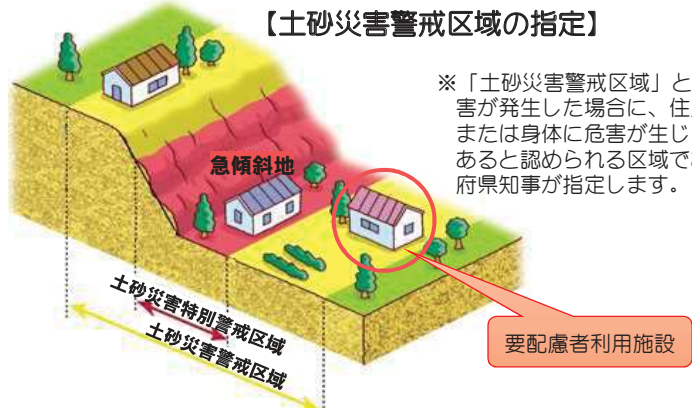 【土砂災害警戒区域の指定】
※「土砂災害警戒区域」と
害が発生した場合に、住
または身体に危害が生じ
あると認められる区域で
府県知事が指定します。
急傾斜地
土砂災害特別警戒区域
土砂災害警戒区域
要配慮者利用施設